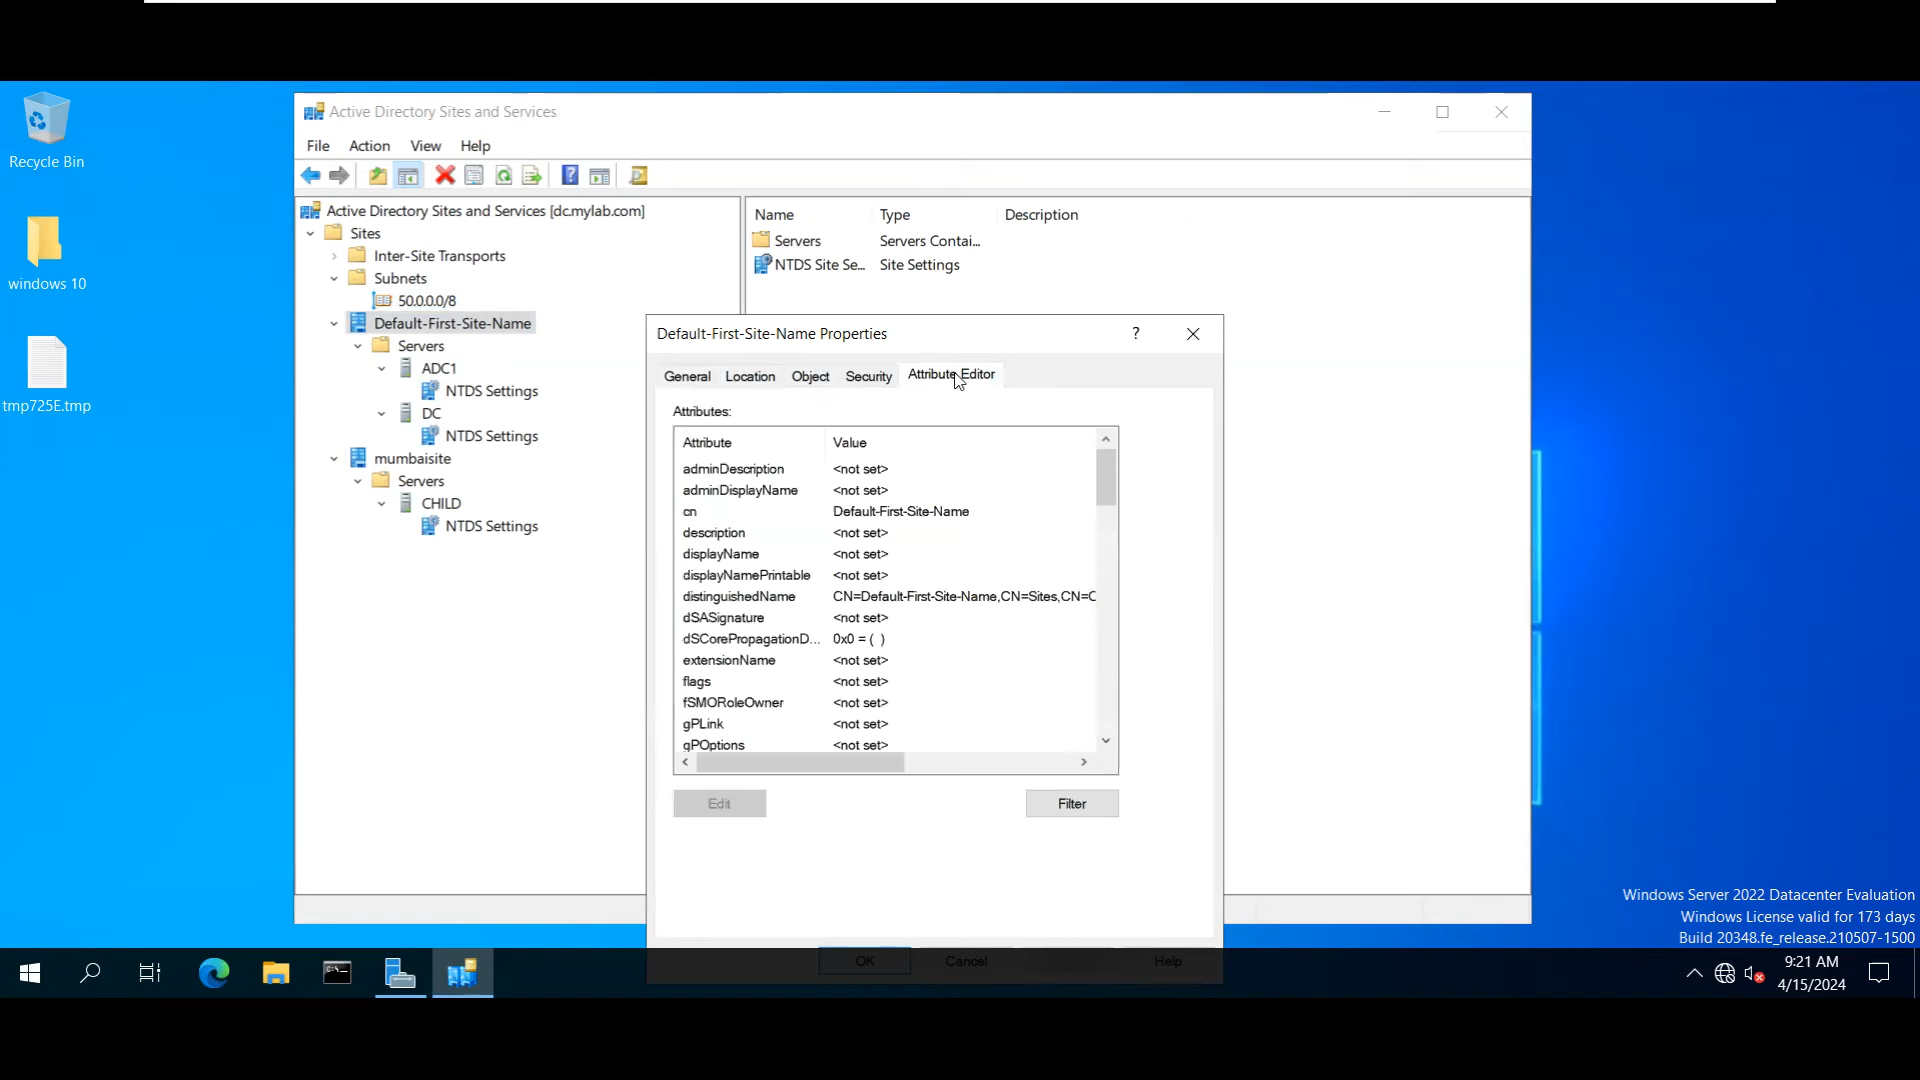 Recycle Bin
windows 10
tmp725E.tmp
Active Directory Sites and Services
File Action View Help
Active Directory Sites and Services [dc.mylab.com]
Sites
Inter-Site Transports
Subnets
50.0.0.0/8
Default-First-Site-Name
Servers
ADC1
NTDS Settings
DC
NTDS Settings
mumbaisite
Servers
CHILD
NTDS Settings
Name Type Description
Servers Servers Contai...
NTDS Site Se... Site Settings
Default-First-Site-Name Properties ?
General Location Object Security Attribute Editor
Attributes:
Attribute Value
adminDescription <not set>
adminDisplayName <not set>
cn Default-First-Site-Name
description <not set>
displayName <not set>
displayNamePrintable <not set>
distinguishedName CN=Default-First-Site-Name,CN=Sites,CN=C
dSASignature <not set>
dSCorePropagationD... 0x0 = ( )
extensionName <not set>
flags <not set>
fSMORoleOwner <not set>
gPLink <not set>
gPOptions <not set>
Edit Filter
OK Cancel Help
Windows Server 2022 Datacenter Evaluation
Windows License valid for 173 days
Build 20348.fe_release.210507-1500
9:21 AM
4/15/2024